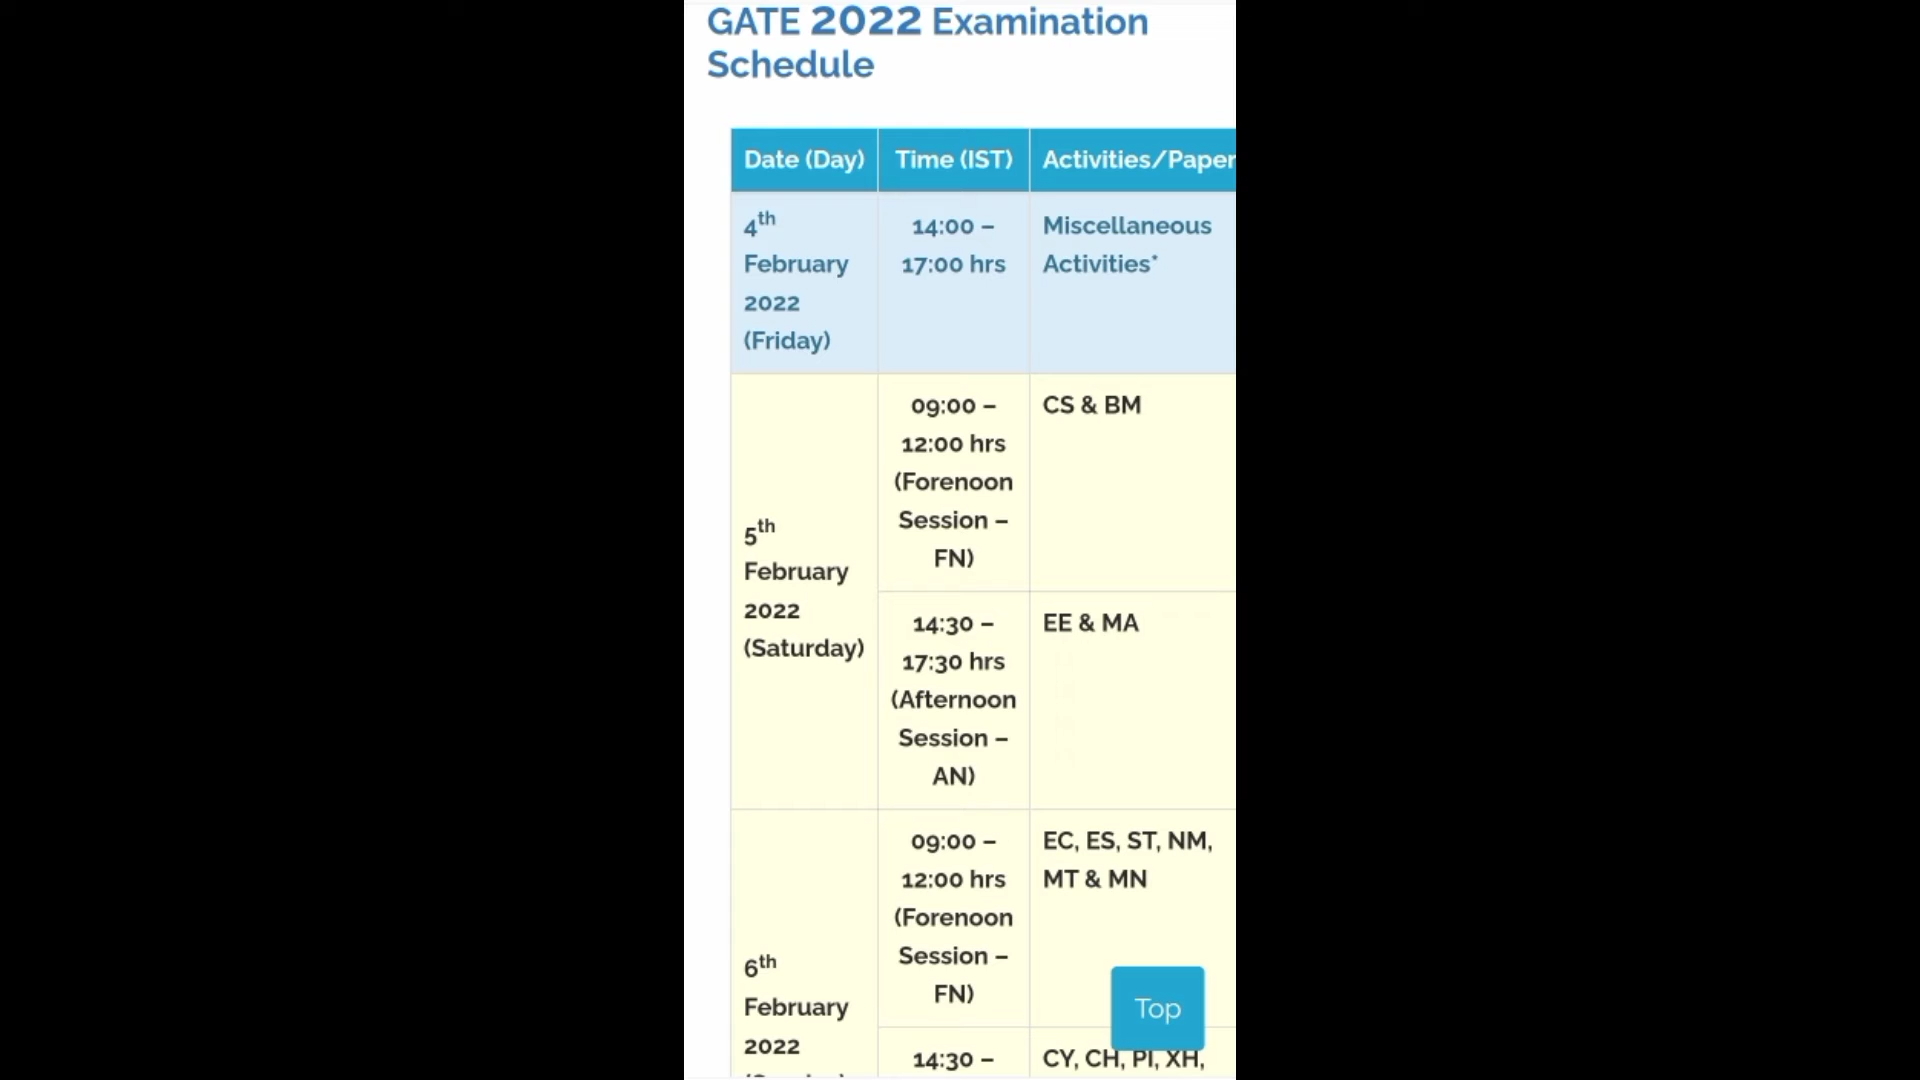 GATE 2022 Examination
Schedule
Date (Day) Time (IST) Activities/Paper
4th
February
2022
(Friday)
14:00 –
17:00 hrs
Miscellaneous
Activities*
5th
February
2022
(Saturday)
09:00 –
12:00 hrs
(Forenoon
Session –
FN)
CS & BM
14:30 –
17:30 hrs
(Afternoon
Session –
AN)
EE & MA
6th
February
2022
09:00 –
12:00 hrs
(Forenoon
Session –
FN)
EC, ES, ST, NM,
MT & MN
14:30 –
CY, CH, PI, XH,
Top